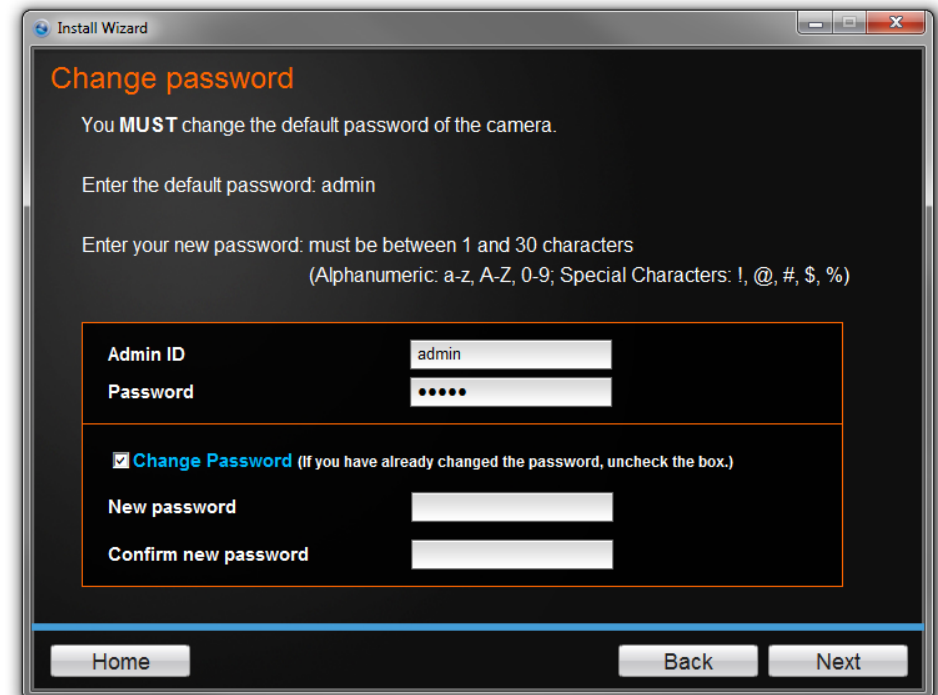 Install Wizard
Change password
You MUST change the default password of the camera.
Enter the default password: admin
Enter your new password: must be between 1 and 30 characters
(Alphanumeric: a-z, A-Z, 0-9; Special Characters: !, @, #, $, %)
Admin ID admin
Password •••••
Change Password (If you have already changed the password, uncheck the box.)
New password
Confirm new password
Home Back Next